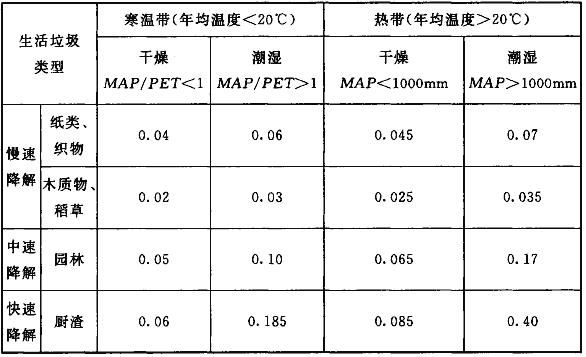 生活垃圾类型 寒温带(年均温度<20℃) 热带(年均温度>20℃)
干燥 MAP/PET<1 潮湿 MAP/PET>1 干燥 MAP<1000mm 潮湿 MAP>1000mm
慢速降解 纸类、织物 0.04 0.06 0.045 0.07
木质物、稻草 0.02 0.03 0.025 0.035
中速降解 园林 0.05 0.10 0.065 0.17
快速降解 厨渣 0.06 0.185 0.085 0.40